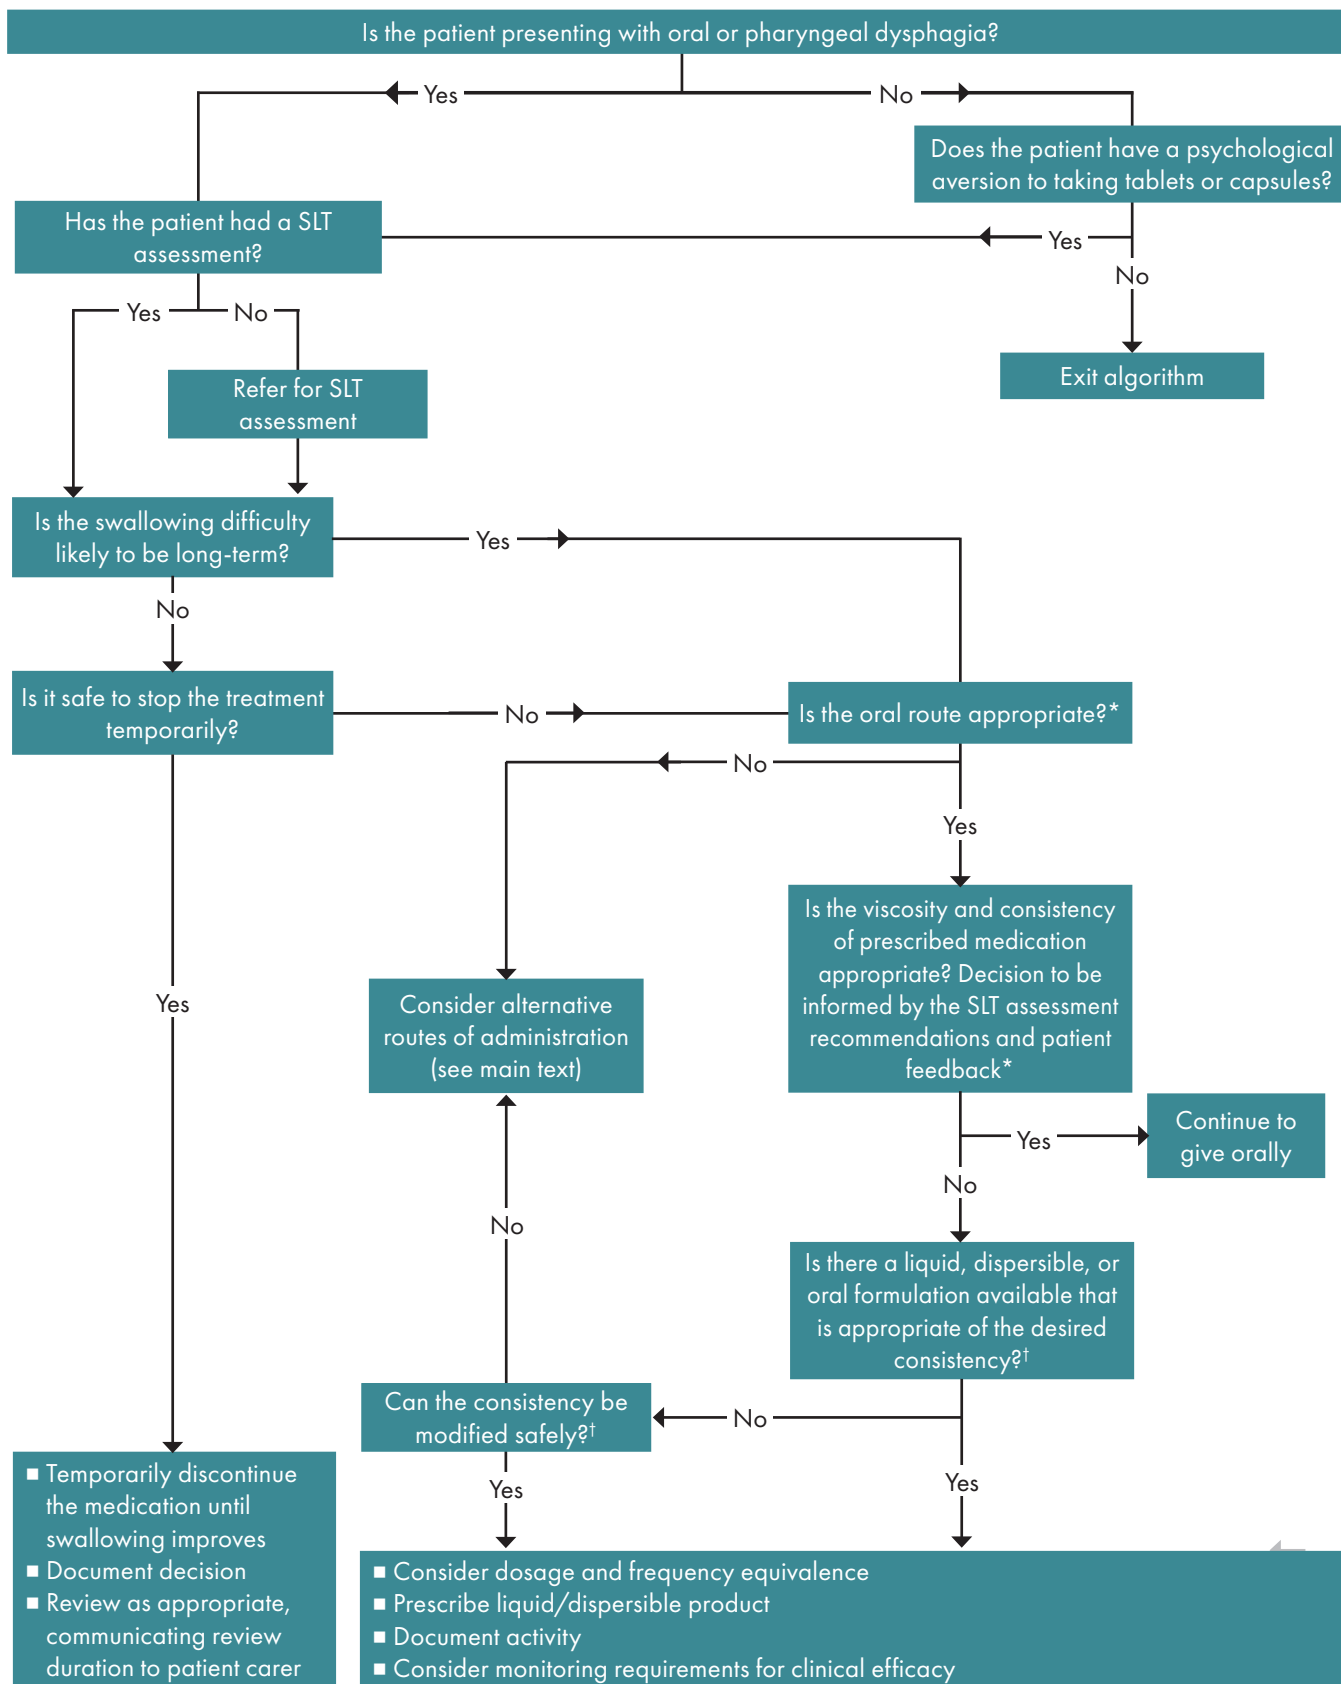 Is the patient presenting with oral or pharyngeal dysphagia?
Yes
No
Does the patient have a psychological
aversion to taking tablets or capsules?
Has the patient had a SLT
assessment?
Yes
No
Yes
No
Exit algorithm
Refer for SLT
assessment
Is the swallowing difficulty
likely to be long-term?
Yes
No
Is it safe to stop the treatment
temporarily?
No
Is the oral route appropriate?*
No
Yes
Is the viscosity and consistency
of prescribed medication
appropriate? Decision to be
informed by the SLT assessment
recommendations and patient
feedback*
Yes
Consider alternative
routes of administration
(see main text)
Continue to
give orally
Yes
No
No
Is there a liquid, dispersible, or
oral formulation available that
is appropriate of the desired
consistency?†
Can the consistency be
modified safely?†
No
Yes
Yes
■ Temporarily discontinue
the medication until
swallowing improves
■ Document decision
■ Review as appropriate,
communicating review
duration to patient carer
■ Consider dosage and frequency equivalence
■ Prescribe liquid/dispersible product
■ Document activity
■ Consider monitoring requirements for clinical efficacy